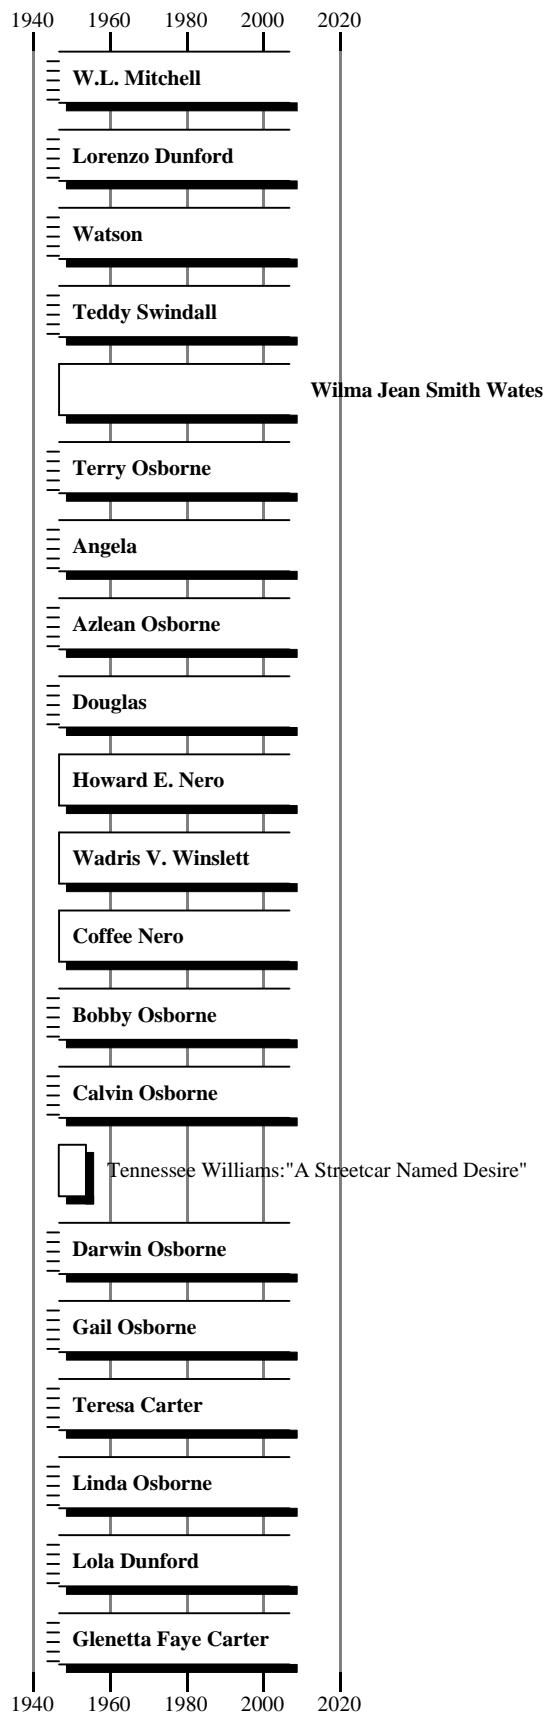 1940 1960 1980 2000 2020
W.L. Mitchell
Lorenzo Dunford
Watson
Teddy Swindall
Wilma Jean Smith Wates
Terry Osborne
Angela
Azlean Osborne
Douglas
Howard E. Nero
Wadris V. Winslett
Coffee Nero
Bobby Osborne
Calvin Osborne
Tennessee Williams:"A Streetcar Named Desire"
Darwin Osborne
Gail Osborne
Teresa Carter
Linda Osborne
Lola Dunford
Glenetta Faye Carter
1940 1960 1980 2000 2020